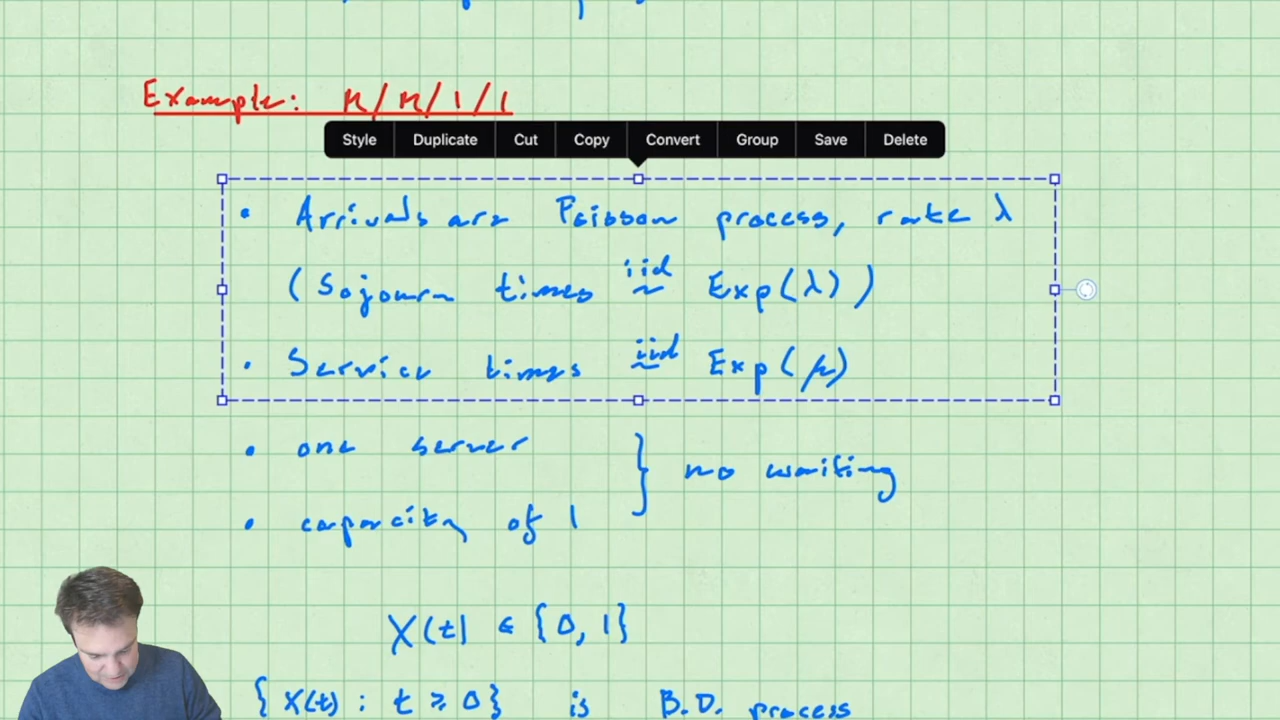 Example: M/M/1/1
Style Duplicate Cut Copy Convert Group Save Delete
• Arrivals are Poisson process, rate λ
(Sojourn times iid ~ Exp(λ))
• Service times iid ~ Exp(μ)
• one server
} no waiting
• capacity of 1
X(t) ∈ {0, 1}
{X(t) : t ≥ 0} is B.D. process